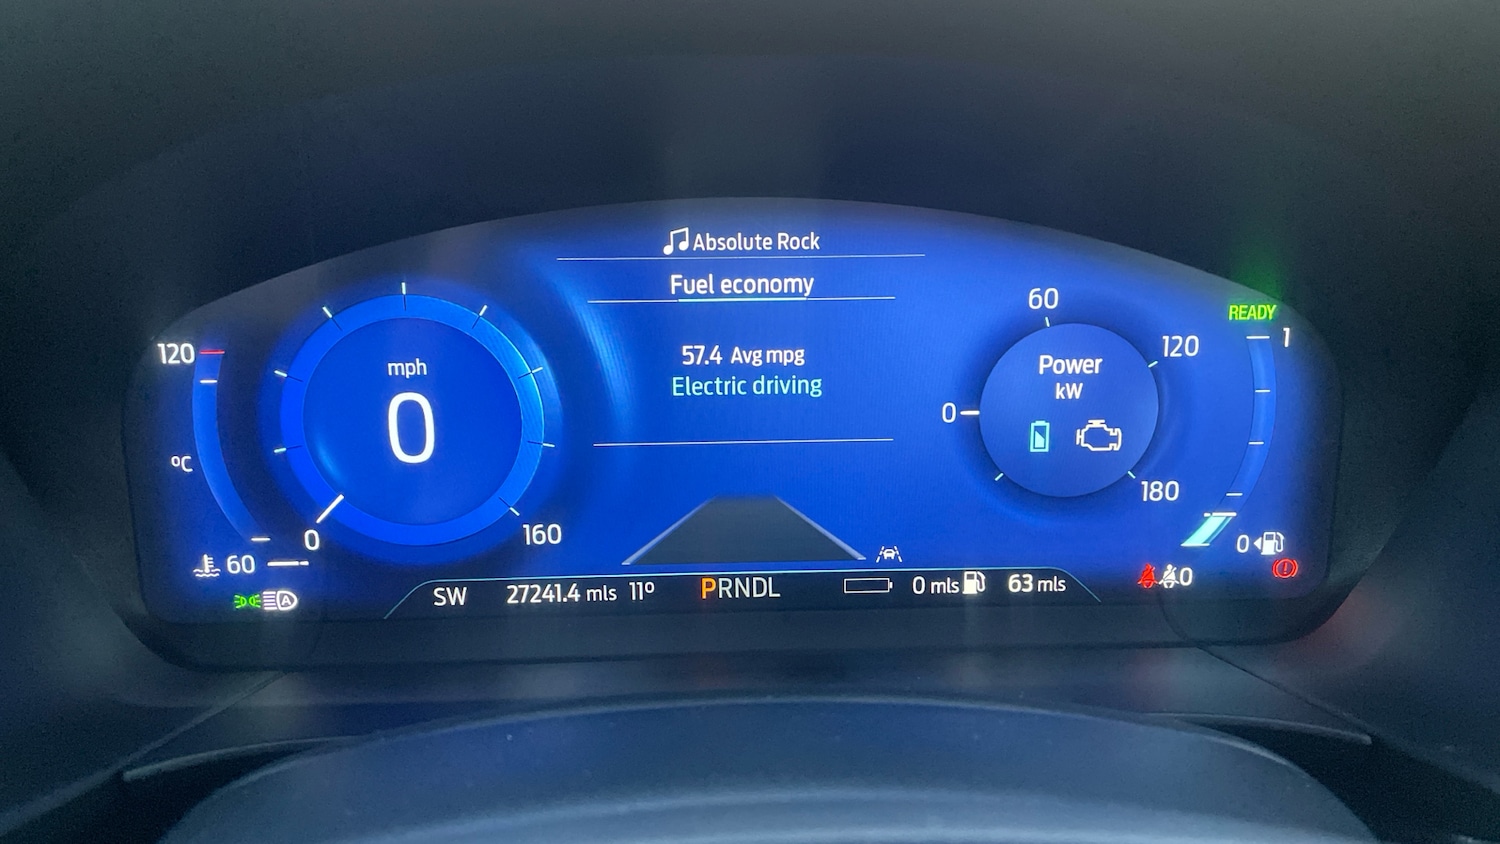 Absolute Rock
Fuel economy
57.4 Avg mpg
Electric driving
120
°C
60
mph
0
0
160
60
120
0
Power
kW
180
READY
1
0
0
A
SW 27241.4 mls 11° PRNDL 0 mls 63 mls